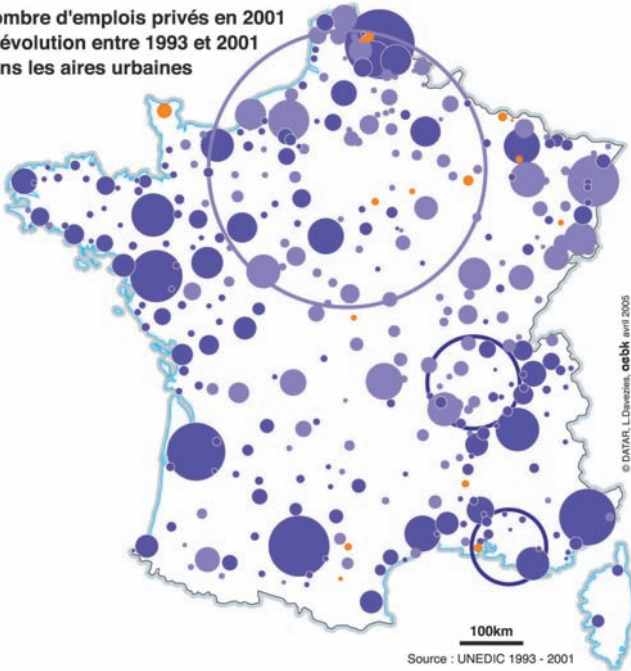 ombre d'emplois privés en 2001
évolution entre 1993 et 2001
ns les aires urbaines
© DATAR, L.Davezies, aebk avril 2005
100km
Source : UNEDIC 1993 - 2001